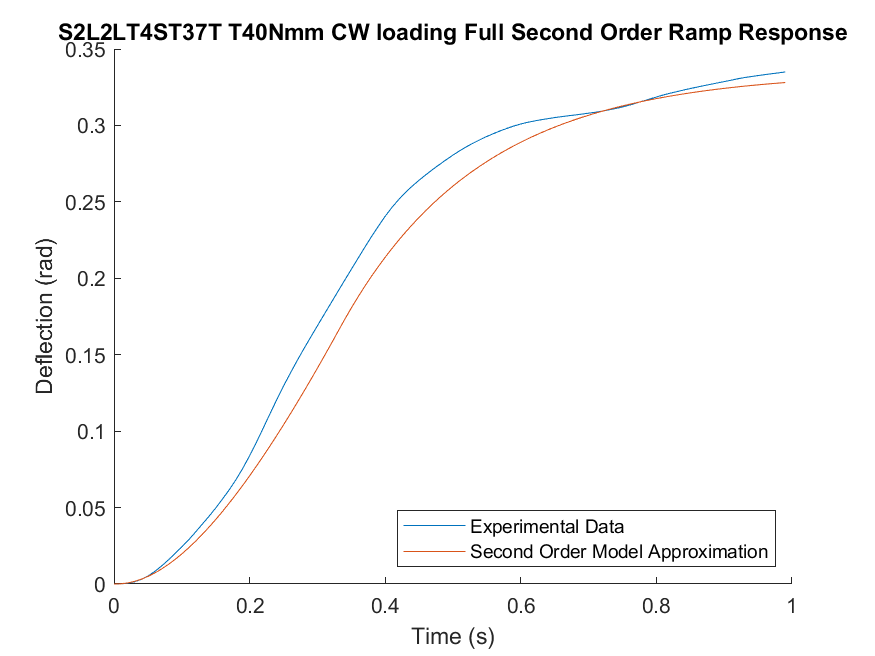 S2L2LT4ST37T T40Nmm CW loading Full Second Order Ramp Response
0.35
0.3
0.25
0.2
0.15
0.1
0.05
0
Deflection (rad)
Experimental Data
Second Order Model Approximation
0 0.2 0.4 0.6 0.8 1
Time (s)